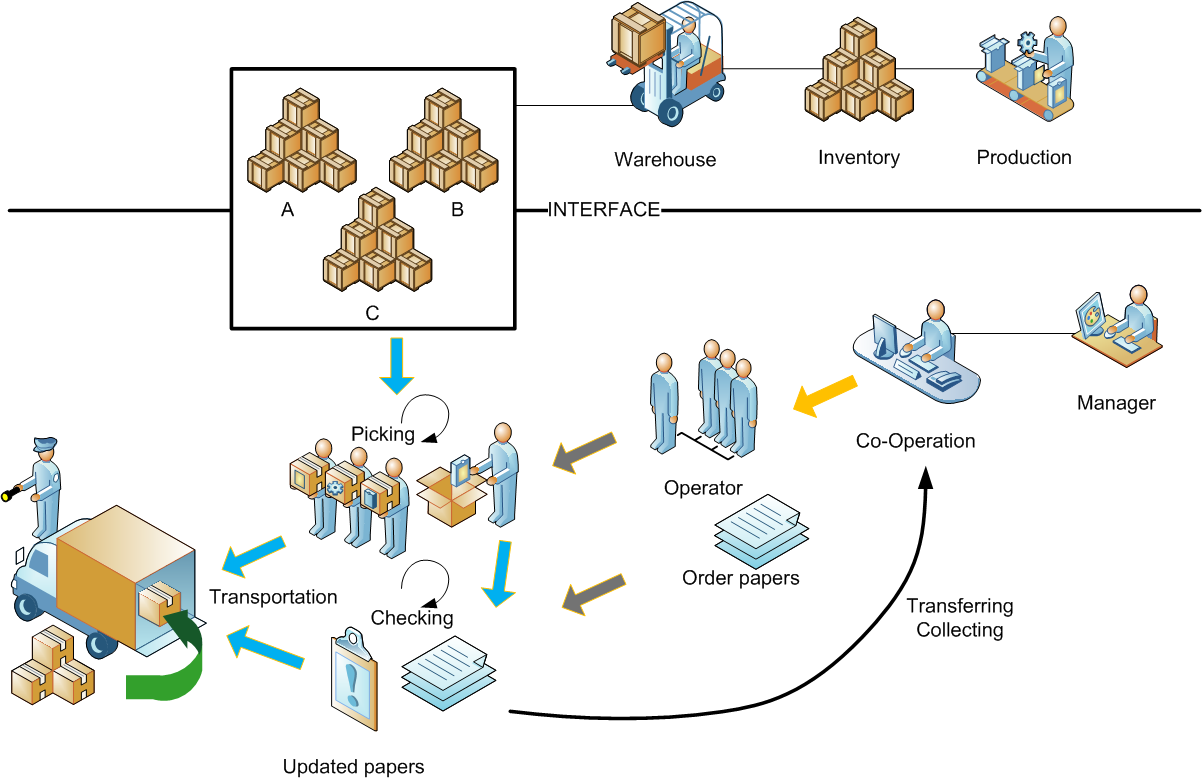 Warehouse
Inventory
Production
A
B
INTERFACE
C
Manager
Picking
Co-Operation
Operator
Order papers
Transportation
Checking
Transferring
Collecting
Updated papers